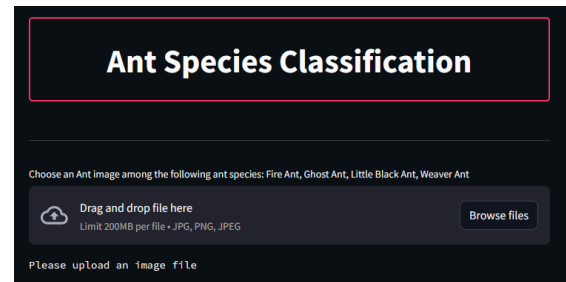 Ant Species Classification
Choose an Ant image among the following ant species: Fire Ant, Ghost Ant, Little Black Ant, Weaver Ant
Drag and drop file here
Limit 200MB per file • JPG, PNG, JPEG
Browse files
Please upload an image file